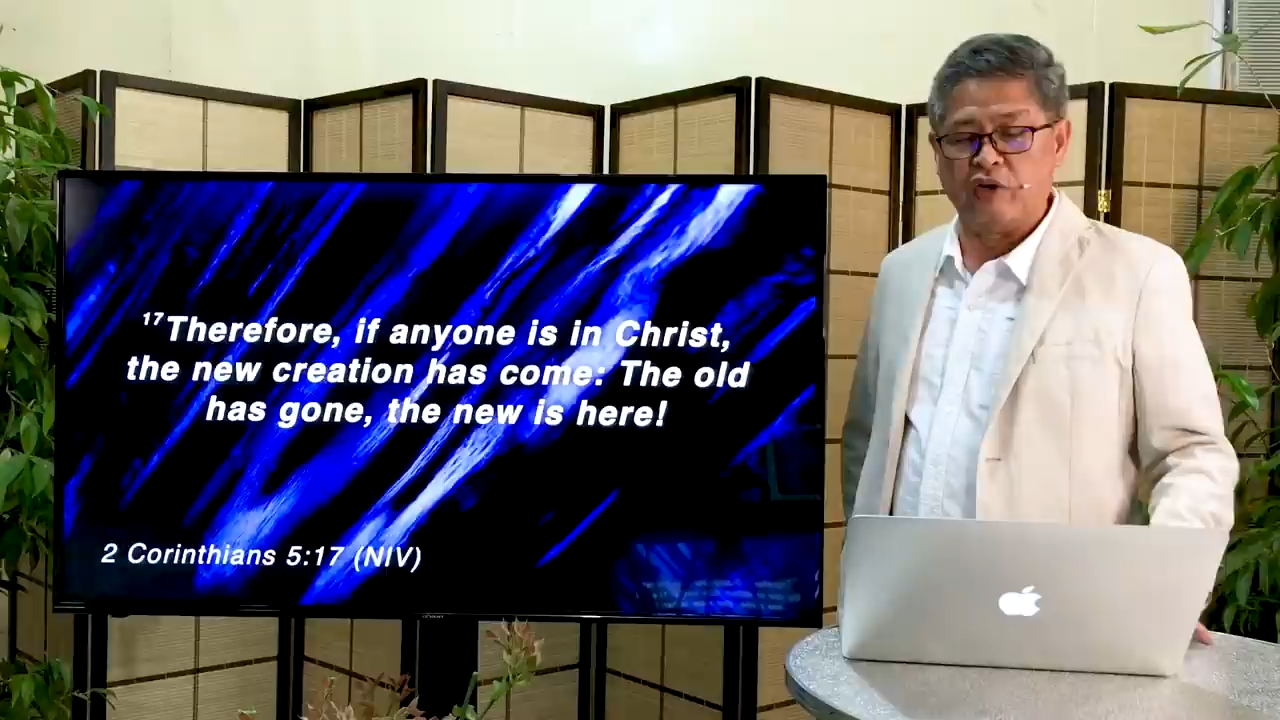 17Therefore, if anyone is in Christ,
the new creation has come: The old
has gone, the new is here!
2 Corinthians 5:17 (NIV)